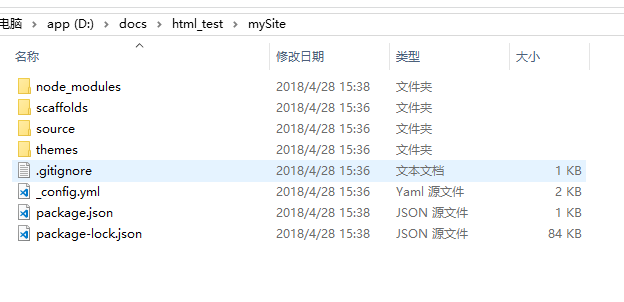 电脑 › app (D:) › docs › html_test › mySite
名称 修改日期 类型 大小
node_modules 2018/4/28 15:38 文件夹
scaffolds 2018/4/28 15:36 文件夹
source 2018/4/28 15:36 文件夹
themes 2018/4/28 15:36 文件夹
.gitignore 2018/4/28 15:36 文本文档 1 KB
_config.yml 2018/4/28 15:36 Yaml 源文件 2 KB
package.json 2018/4/28 15:38 JSON 源文件 1 KB
package-lock.json 2018/4/28 15:38 JSON 源文件 84 KB